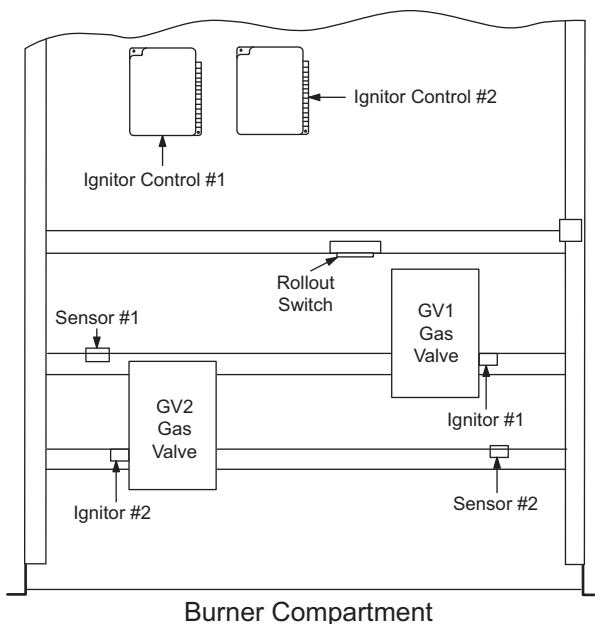 Ignitor Control #2
Ignitor Control #1
Rollout
Switch
Sensor #1
GV1
Gas
Valve
GV2
Gas
Valve
Ignitor #1
Ignitor #2
Sensor #2
Burner Compartment